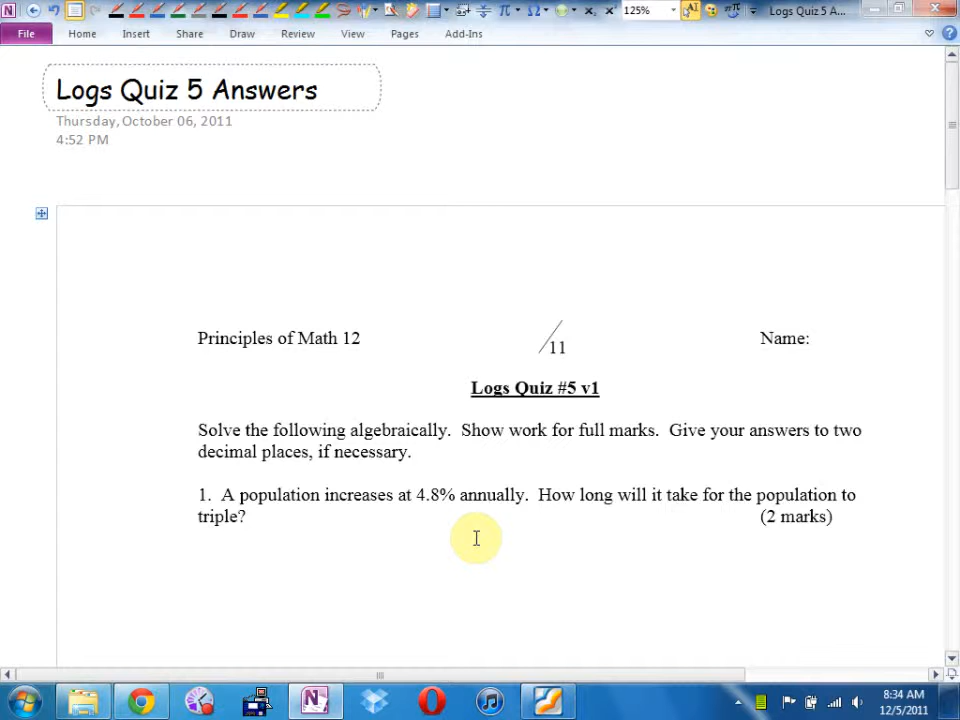 125%
Logs Quiz 5 A...
File Home Insert Share Draw Review View Pages Add-Ins
Logs Quiz 5 Answers
Thursday, October 06, 2011
4:52 PM
Principles of Math 12
11
Name:
Logs Quiz #5 v1
Solve the following algebraically. Show work for full marks. Give your answers to two
decimal places, if necessary.
1. A population increases at 4.8% annually. How long will it take for the population to
triple? (2 marks)
8:34 AM
12/5/2011